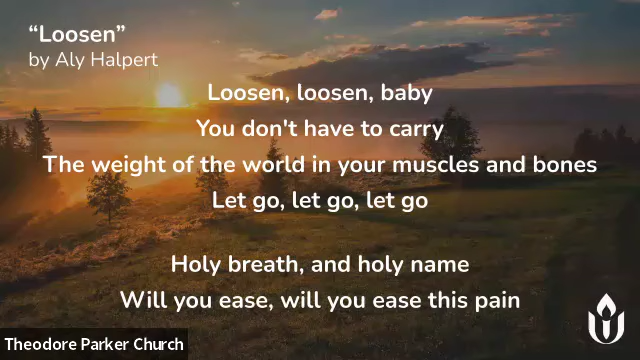 “Loosen”
by Aly Halpert
Loosen, loosen, baby
You don't have to carry
The weight of the world in your muscles and bones
Let go, let go, let go
Holy breath, and holy name
Will you ease, will you ease this pain
Theodore Parker Church